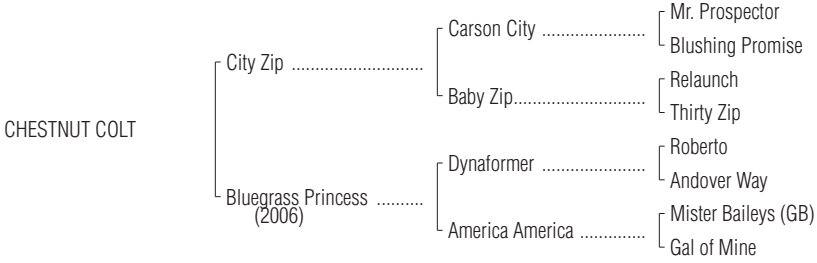 Mr. Prospector
Carson City ......................
Blushing Promise
City Zip ............................
Relaunch
Baby Zip............................
Thirty Zip
CHESTNUT COLT
Roberto
Dynaformer ......................
Andover Way
Bluegrass Princess ..........
(2006)
Mister Baileys (GB)
America America ..............
Gal of Mine